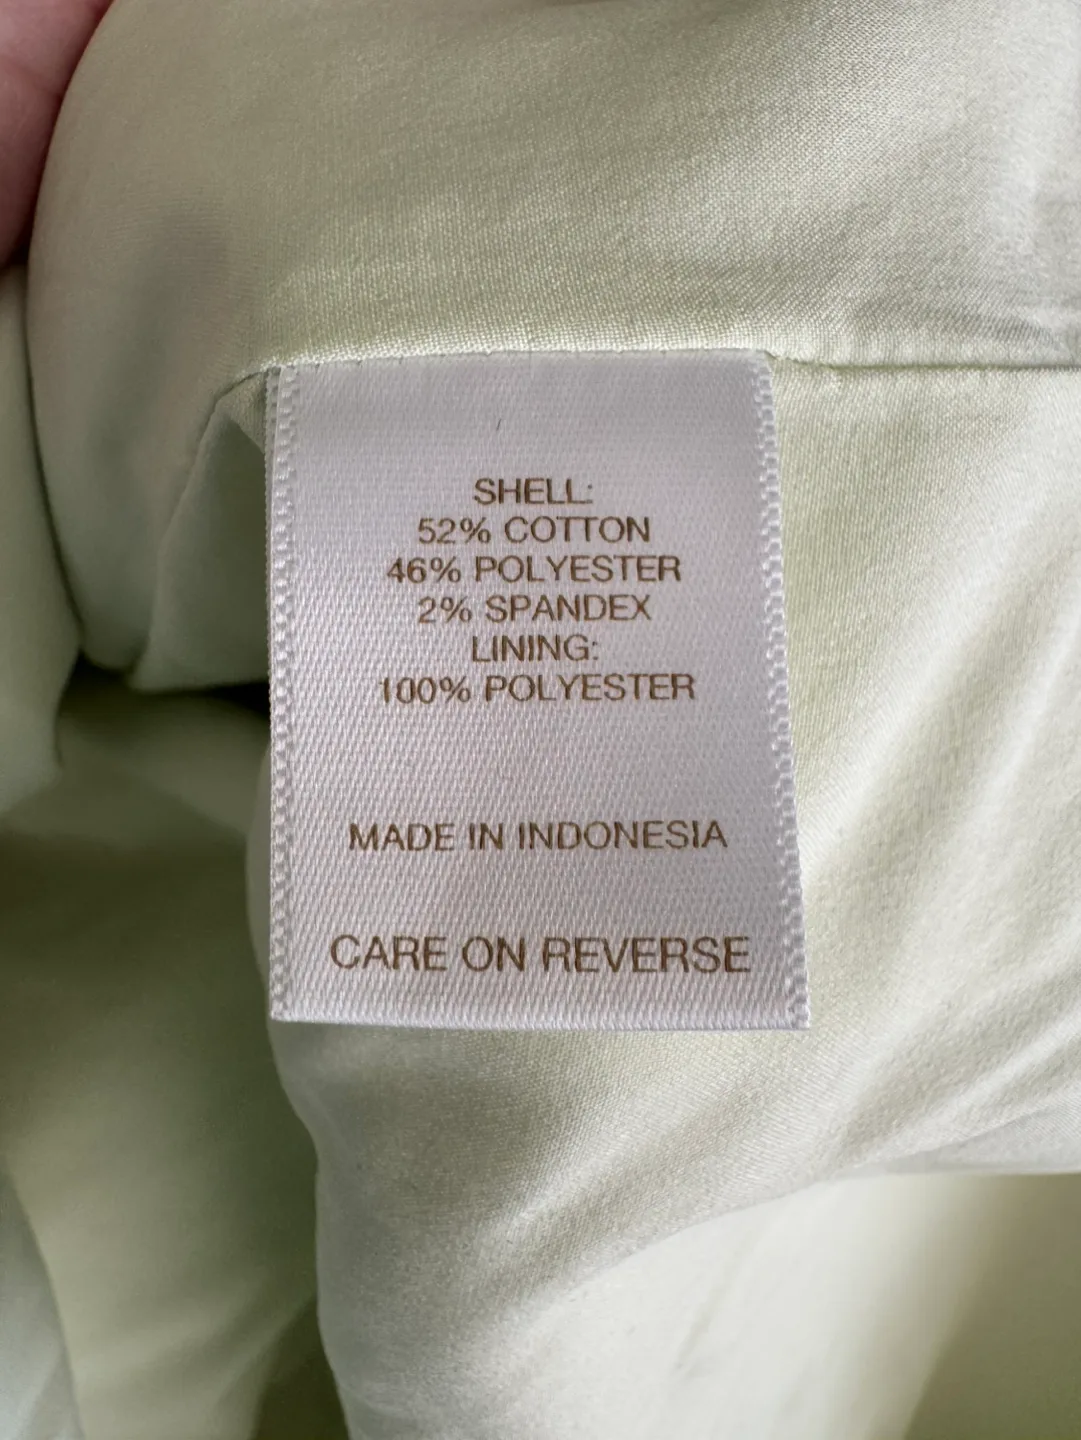 SHELL:
52% COTTON
46% POLYESTER
2% SPANDEX
LINING:
100% POLYESTER
MADE IN INDONESIA
CARE ON REVERSE